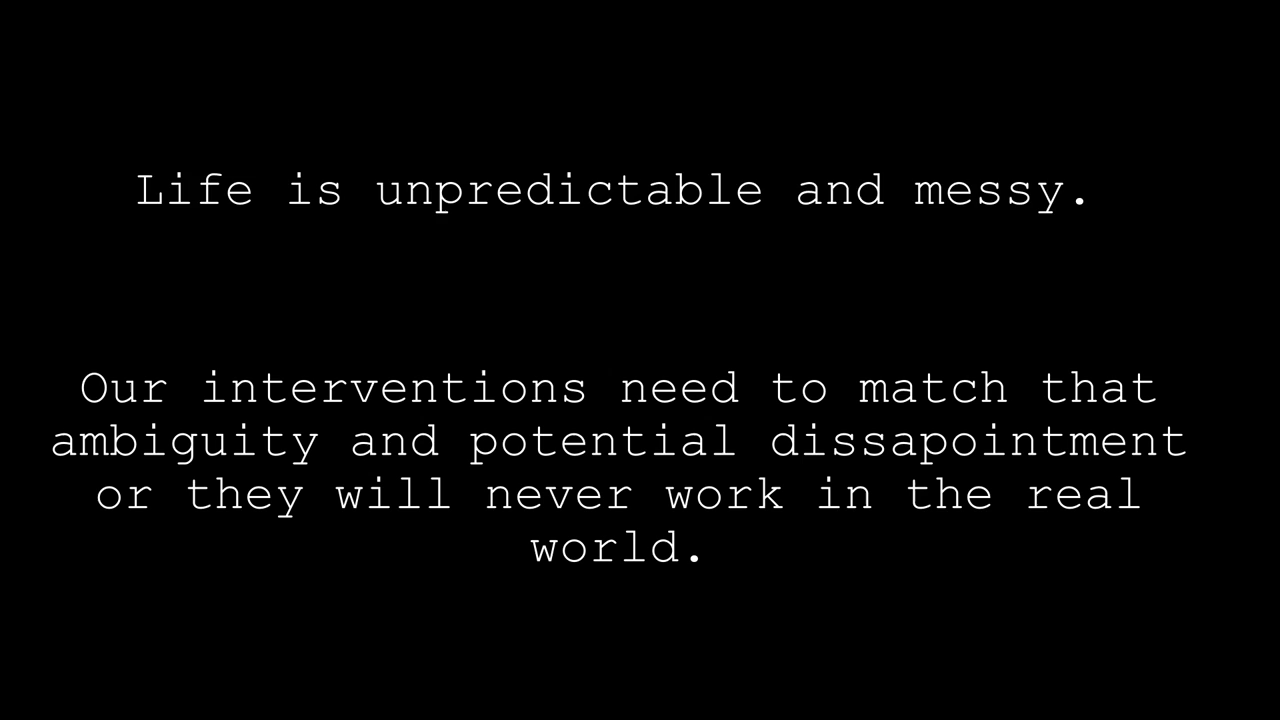 Life is unpredictable and messy.
Our interventions need to match that
ambiguity and potential dissapointment
or they will never work in the real
world.